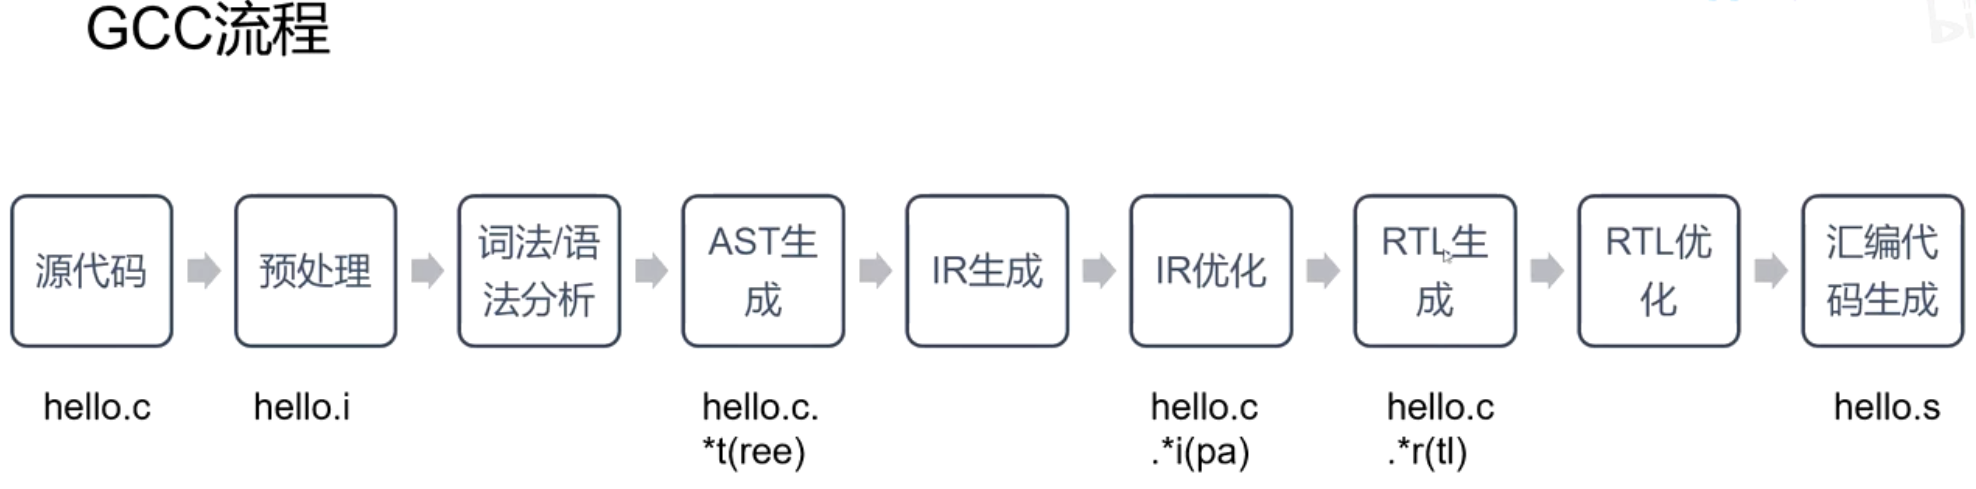 GCC流程
源代码
预处理
词法/语
法分析
AST生
成
IR生成
IR优化
RTL生
成
RTL优
化
汇编代
码生成
hello.c
hello.i
hello.c.
*t(ree)
hello.c
.*i(pa)
hello.c
.*r(tl)
hello.s